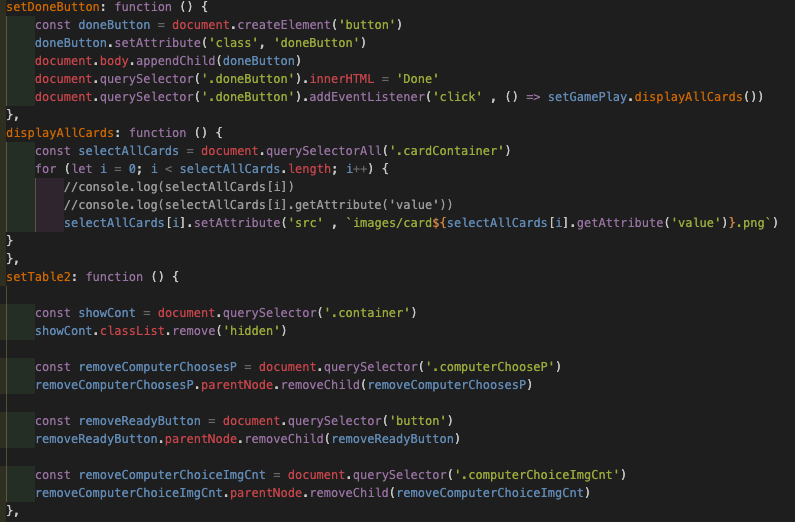 setDoneButton: function () {
    const doneButton = document.createElement('button')
    doneButton.setAttribute('class', 'doneButton')
    document.body.appendChild(doneButton)
    document.querySelector('.doneButton').innerHTML = 'Done'
    document.querySelector('.doneButton').addEventListener('click' , () => setGamePlay.displayAllCards())
},
displayAllCards: function () {
    const selectAllCards = document.querySelectorAll('.cardContainer')
    for (let i = 0; i < selectAllCards.length; i++) {
        //console.log(selectAllCards[i])
        //console.log(selectAllCards[i].getAttribute('value'))
        selectAllCards[i].setAttribute('src' , `images/card${selectAllCards[i].getAttribute('value')}.png`)
}
},
setTable2: function () {

    const showCont = document.querySelector('.container')
    showCont.classList.remove('hidden')

    const removeComputerChoosesP = document.querySelector('.computerChooseP')
    removeComputerChoosesP.parentNode.removeChild(removeComputerChoosesP)

    const removeReadyButton = document.querySelector('button')
    removeReadyButton.parentNode.removeChild(removeReadyButton)

    const removeComputerChoiceImgCnt = document.querySelector('.computerChoiceImgCnt')
    removeComputerChoiceImgCnt.parentNode.removeChild(removeComputerChoiceImgCnt)
},